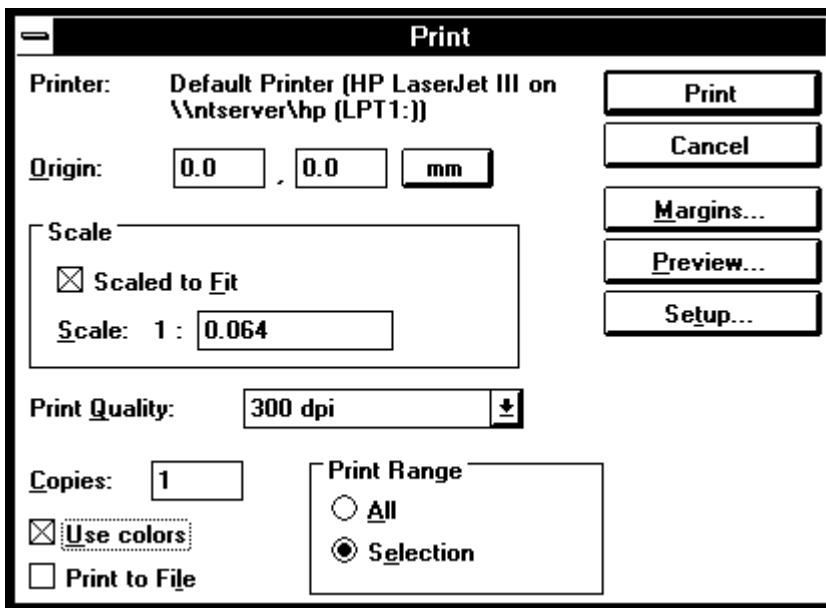 Print
Printer: Default Printer (HP LaserJet III on
\\ntserver\hp (LPT1:))
Print
Cancel
Origin: 0.0 , 0.0 mm
Margins...
Preview...
Setup...
Scale
Scaled to Fit
Scale: 1 : 0.064
Print Quality: 300 dpi
Copies: 1
Use colors
Print to File
Print Range
All
Selection